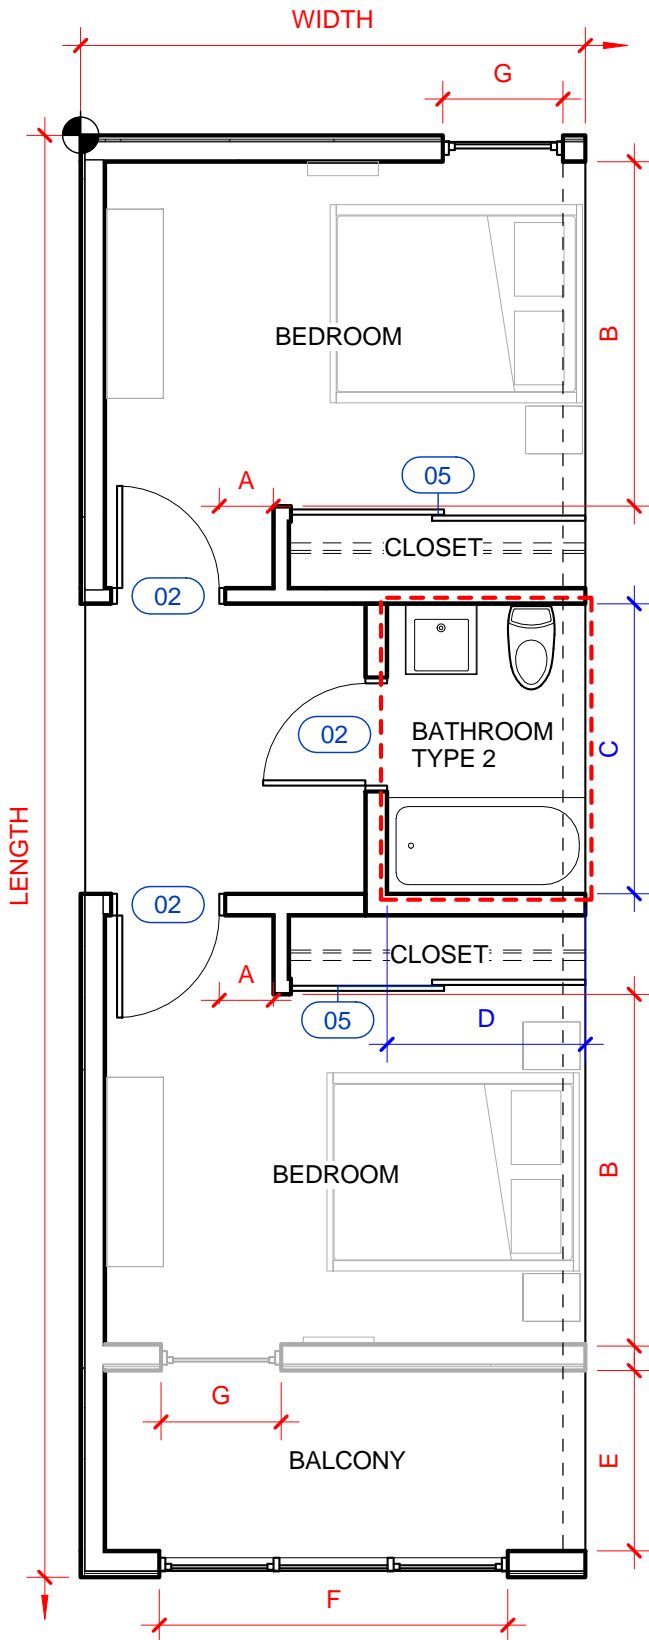 WIDTH
G
BEDROOM
B
A
05
CLOSET
02
02
BATHROOM
TYPE 2
C
LENGTH
02
CLOSET
A
05
D
BEDROOM
B
G
BALCONY
E
F